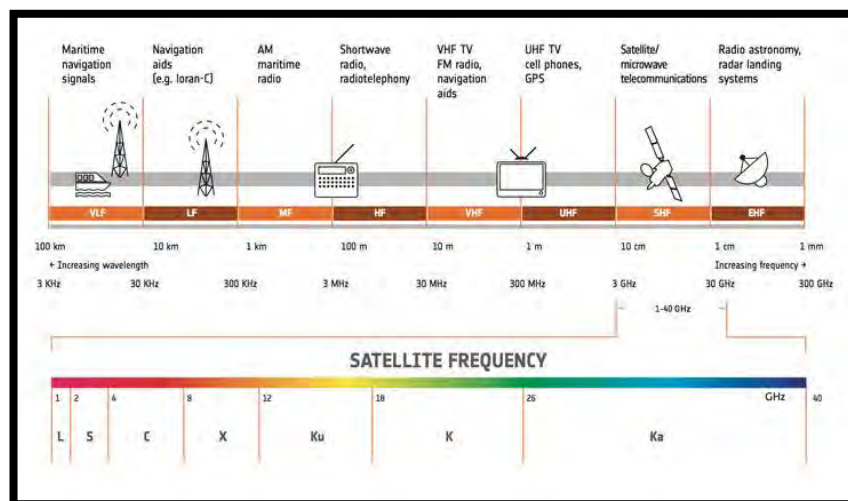 Maritime
navigation
signals
Navigation
aids
(e.g. loran-C)
AM
maritime
radio
Shortwave
radio,
radiotelephony
VHF TV
FM radio,
navigation
aids
UHF TV
cell phones,
GPS
Satellite/
microwave
telecommunications
Radio astronomy,
radar landing
systems
VLF LF MF HF VHF UHF SHF EHF
100 km 10 km 1 km 100 m 10 m 1 m 10 cm 1 cm 1 mm
← Increasing wavelength Increasing frequency →
3 KHz 30 KHz 300 KHz 3 MHz 30 MHz 300 MHz 3 GHz 30 GHz 300 GHz
1-40 GHz
SATELLITE FREQUENCY
1 2 4 8 12 18 26 GHz 40
L S C X Ku K Ka